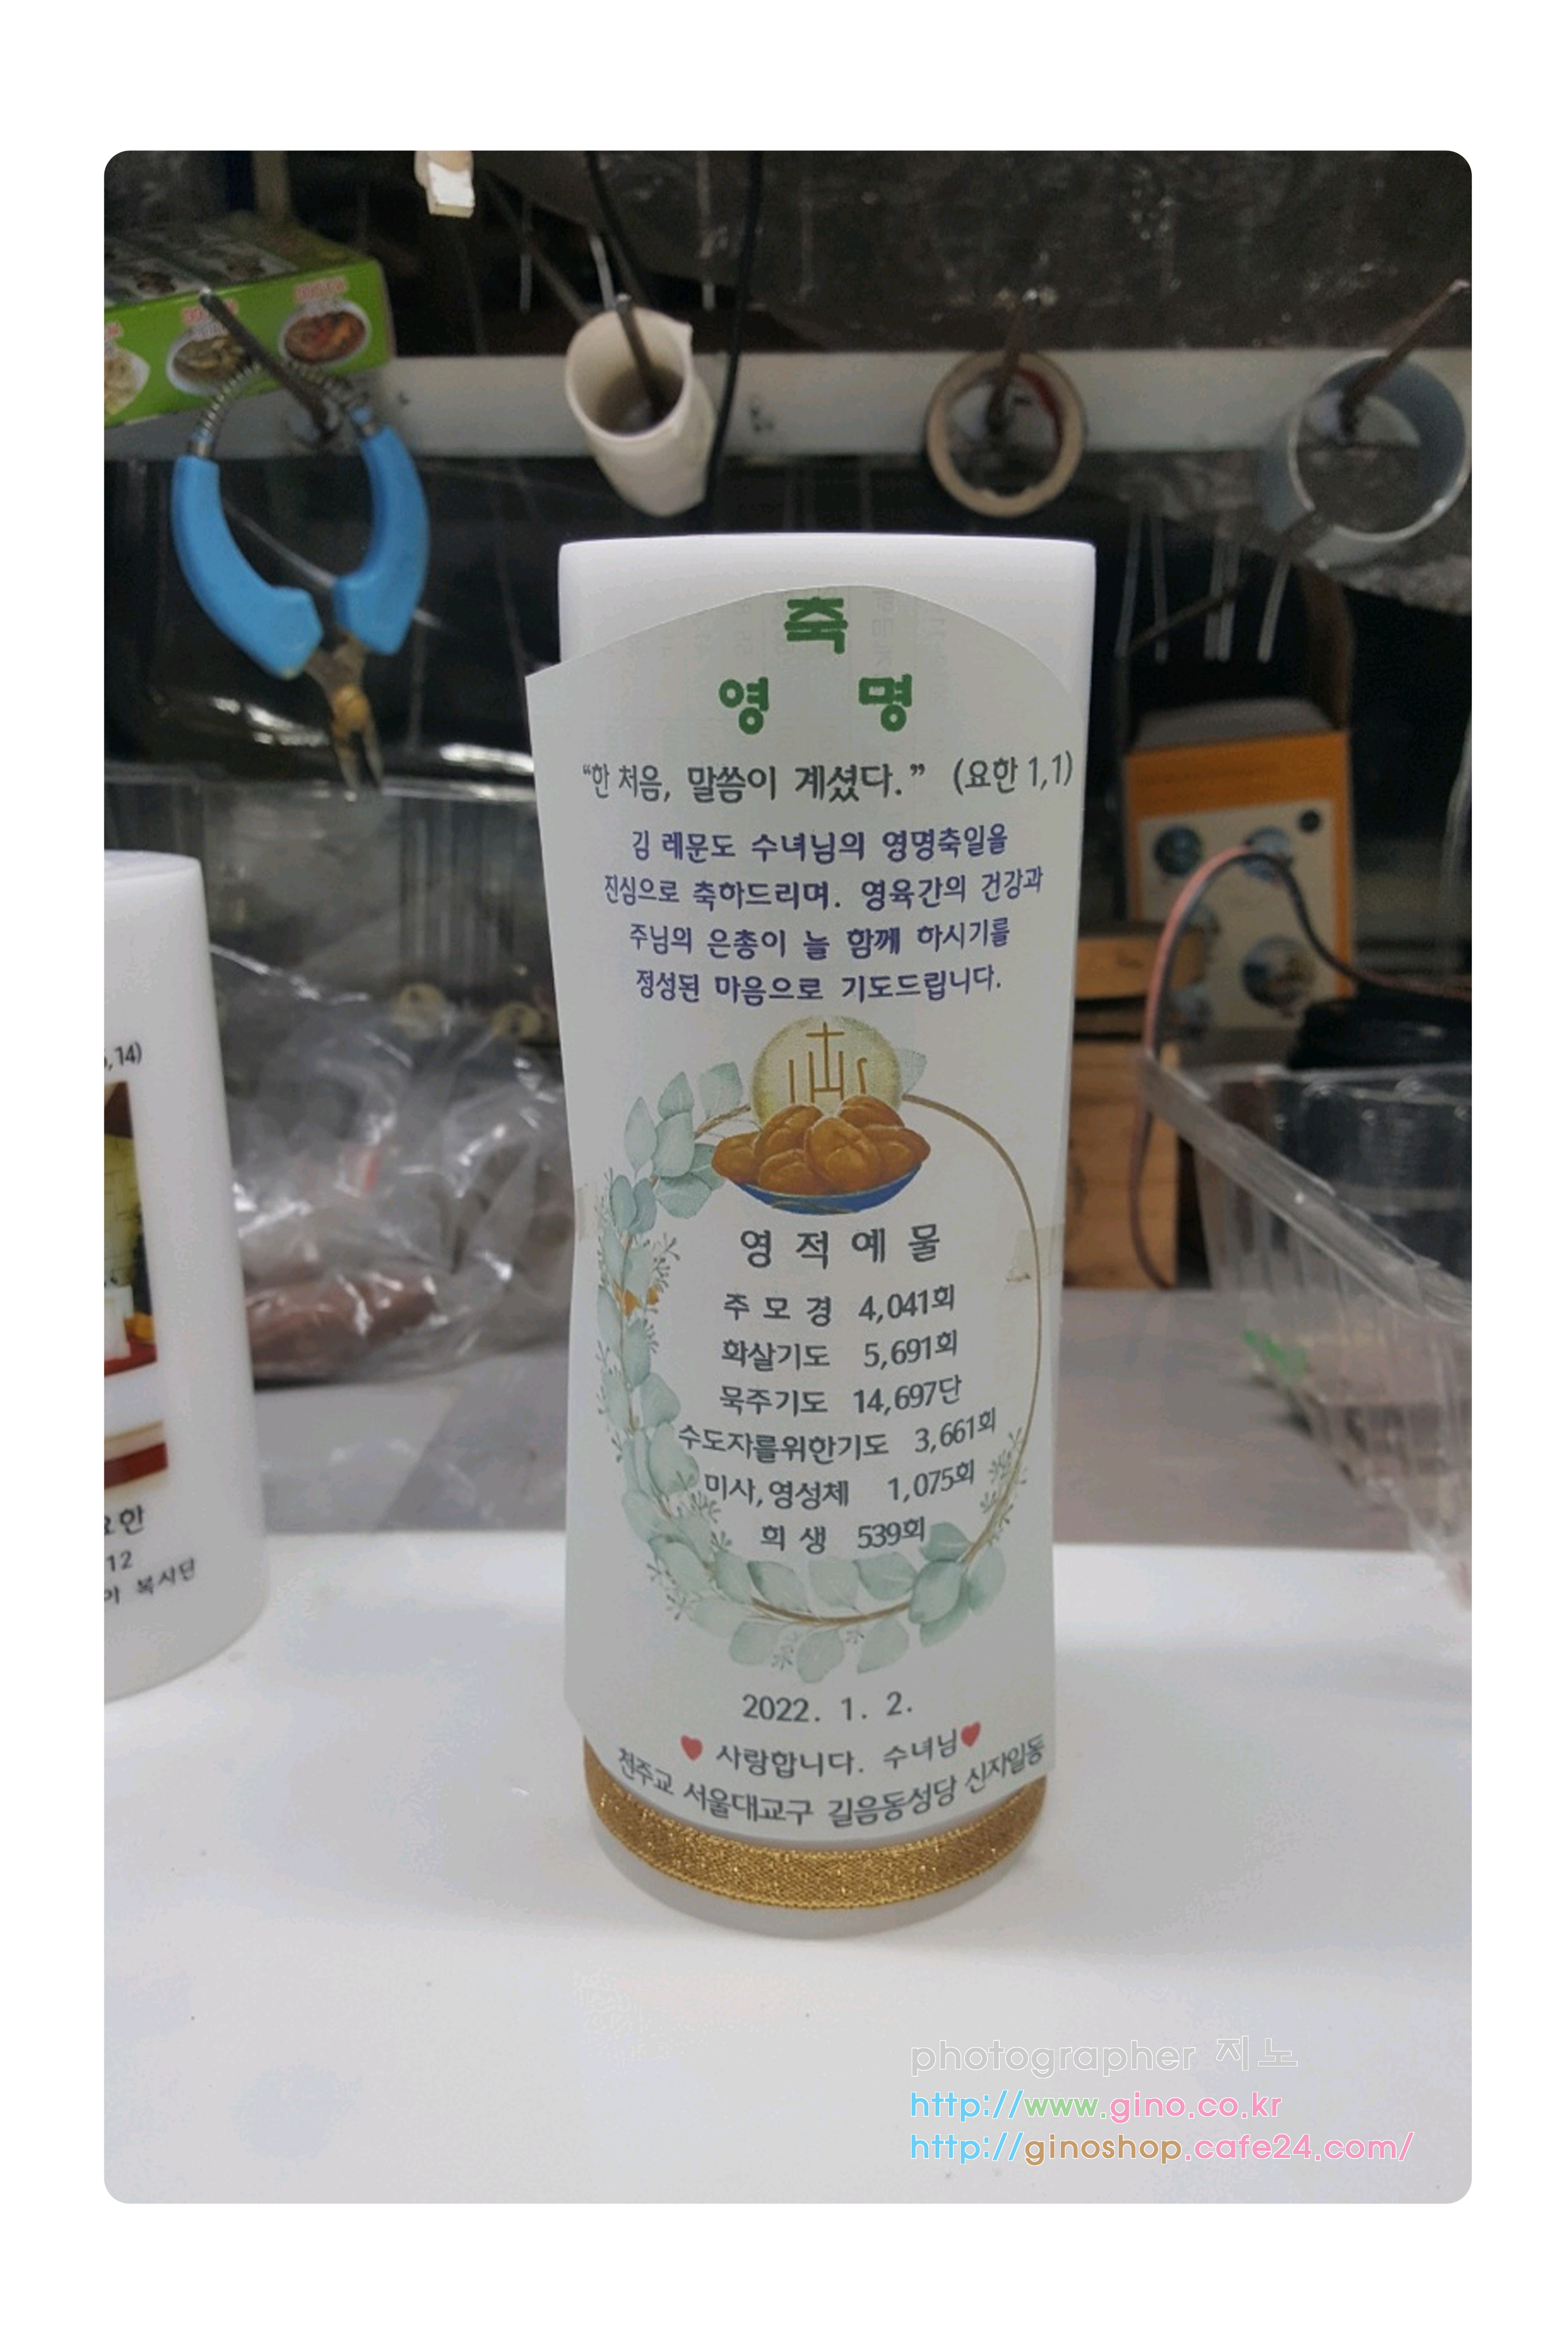 축
영 명
“한 처음, 말씀이 계셨다.” (요한 1,1)
김 레문도 수녀님의 영명축일을
진심으로 축하드리며. 영육간의 건강과
주님의 은총이 늘 함께 하시기를
정성된 마음으로 기도드립니다.
IHS
영 적 예 물
주 모 경 4,041회
화살기도 5,691회
묵주기도 14,697단
수도자를위한기도 3,661회
미사,영성체 1,075회
희 생 539회
2022. 1. 2.
♥ 사랑합니다. 수녀님♥
천주교 서울대교구 길음동성당 신자일동
,14)
요한
12
photographer 지노
http://www.gino.co.kr
http://ginoshop.cafe24.com/